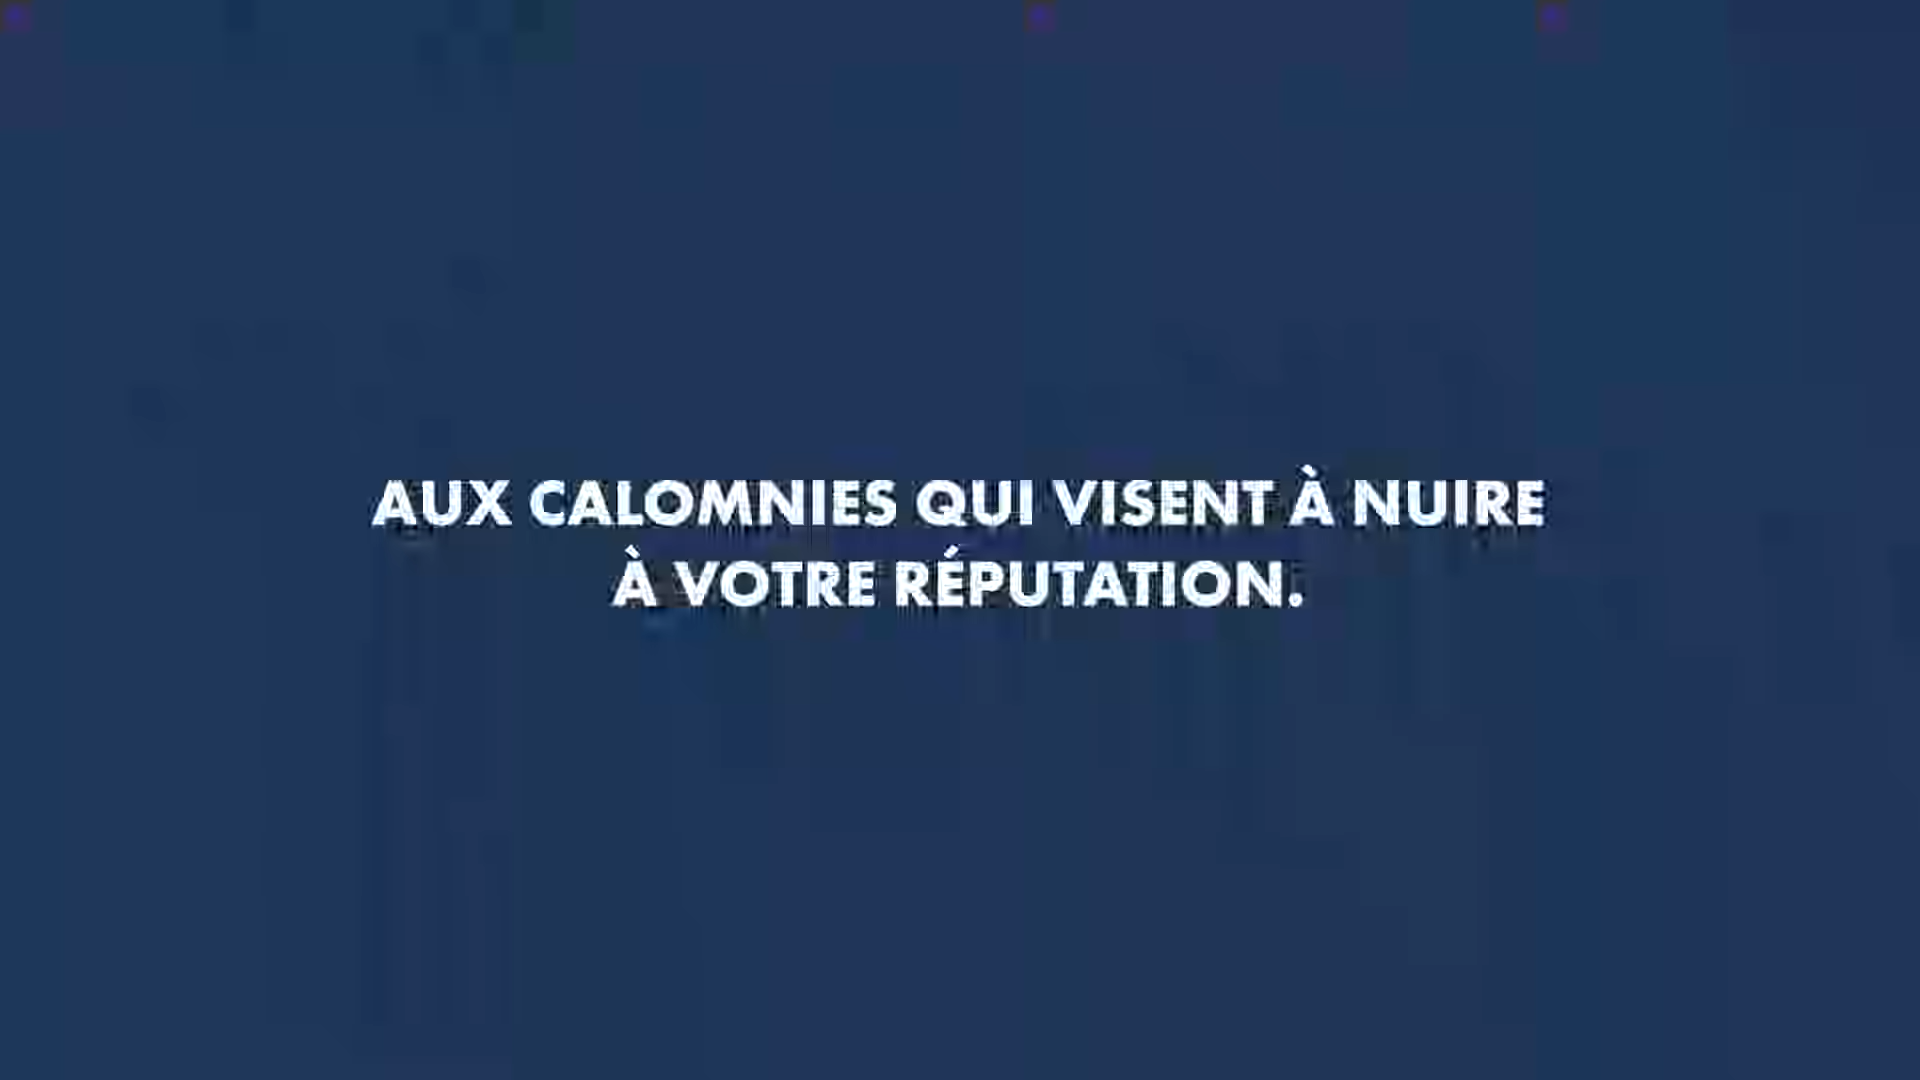 AUX CALOMNIES QUI VISENT À NUIRE
À VOTRE RÉPUTATION.